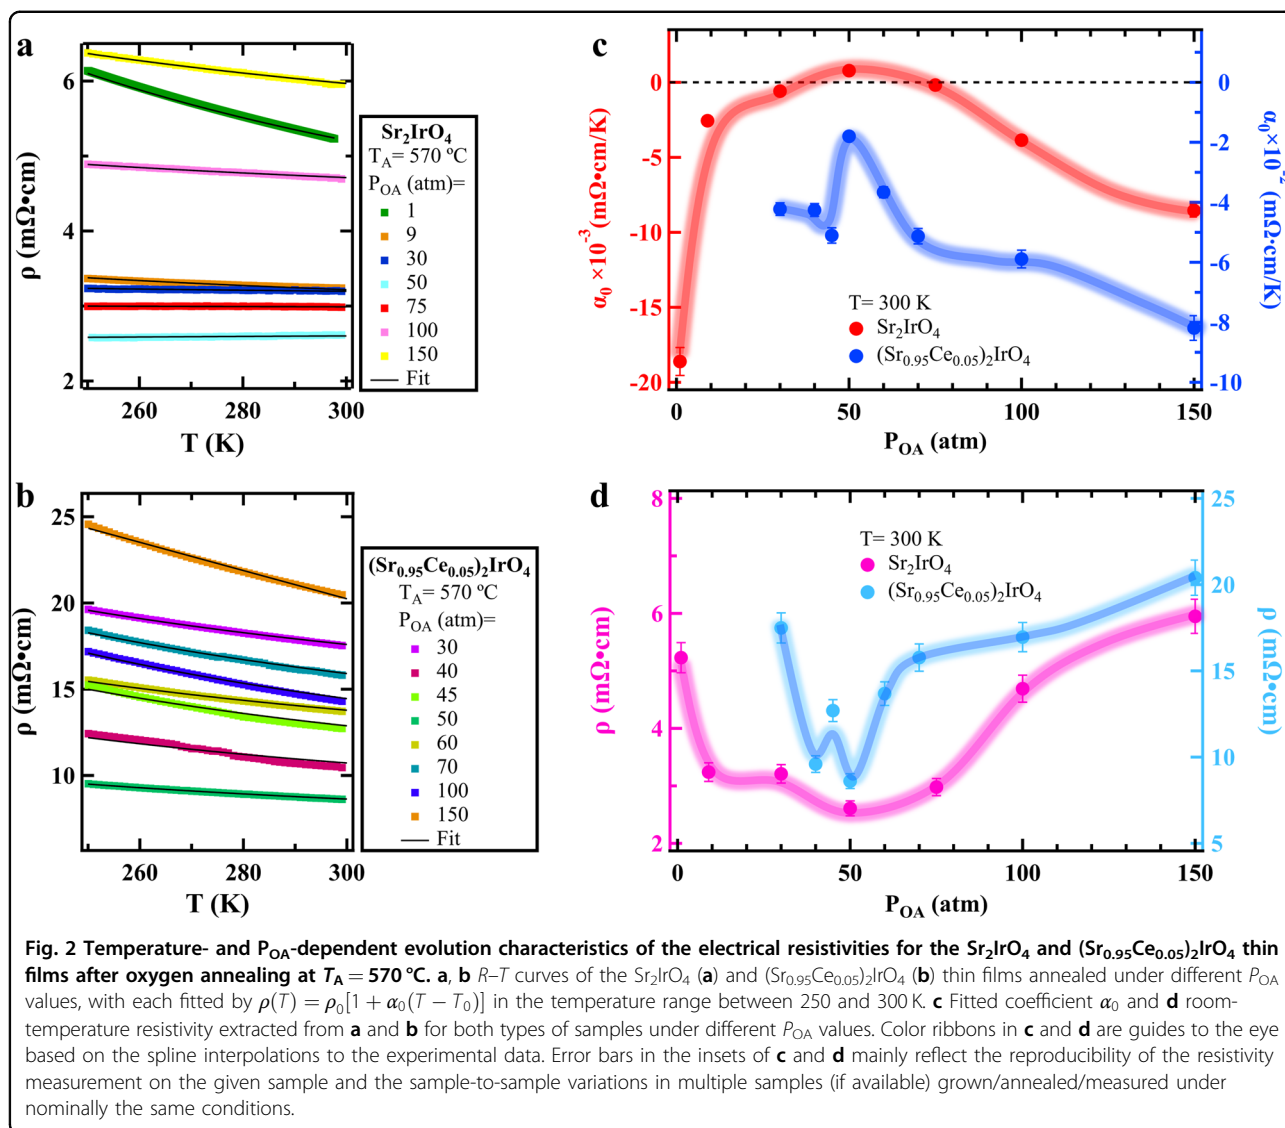 a
6
4
2
ρ (mΩ•cm)
260
280
300
T (K)
Sr2IrO4
TA= 570 ºC
POA (atm)=
1
9
30
50
75
100
150
Fit
c
0
-5
-10
-15
-20
α0 ×10-3 (mΩ•cm/K)
0
-2
-4
-6
-8
-10
α0×10-2 (mΩ•cm/K)
T= 300 K
Sr2IrO4
(Sr0.95Ce0.05)2IrO4
0
50
100
150
POA (atm)
b
25
20
15
10
ρ (mΩ•cm)
260
280
300
T (K)
(Sr0.95Ce0.05)2IrO4
TA= 570 ºC
POA (atm)=
30
40
45
50
60
70
100
150
Fit
d
8
6
4
2
ρ (mΩ•cm)
25
20
15
10
5
ρ (mΩ•cm)
T= 300 K
Sr2IrO4
(Sr0.95Ce0.05)2IrO4
0
50
100
150
POA (atm)
Fig. 2 Temperature- and POA-dependent evolution characteristics of the electrical resistivities for the Sr2IrO4 and (Sr0.95Ce0.05)2IrO4 thin
films after oxygen annealing at TA = 570 °C. a, b R–T curves of the Sr2IrO4 (a) and (Sr0.95Ce0.05)2IrO4 (b) thin films annealed under different POA
values, with each fitted by ρ(T) = ρ0[1 + α0(T − T0)] in the temperature range between 250 and 300 K. c Fitted coefficient α0 and d room-
temperature resistivity extracted from a and b for both types of samples under different POA values. Color ribbons in c and d are guides to the eye
based on the spline interpolations to the experimental data. Error bars in the insets of c and d mainly reflect the reproducibility of the resistivity
measurement on the given sample and the sample-to-sample variations in multiple samples (if available) grown/annealed/measured under
nominally the same conditions.